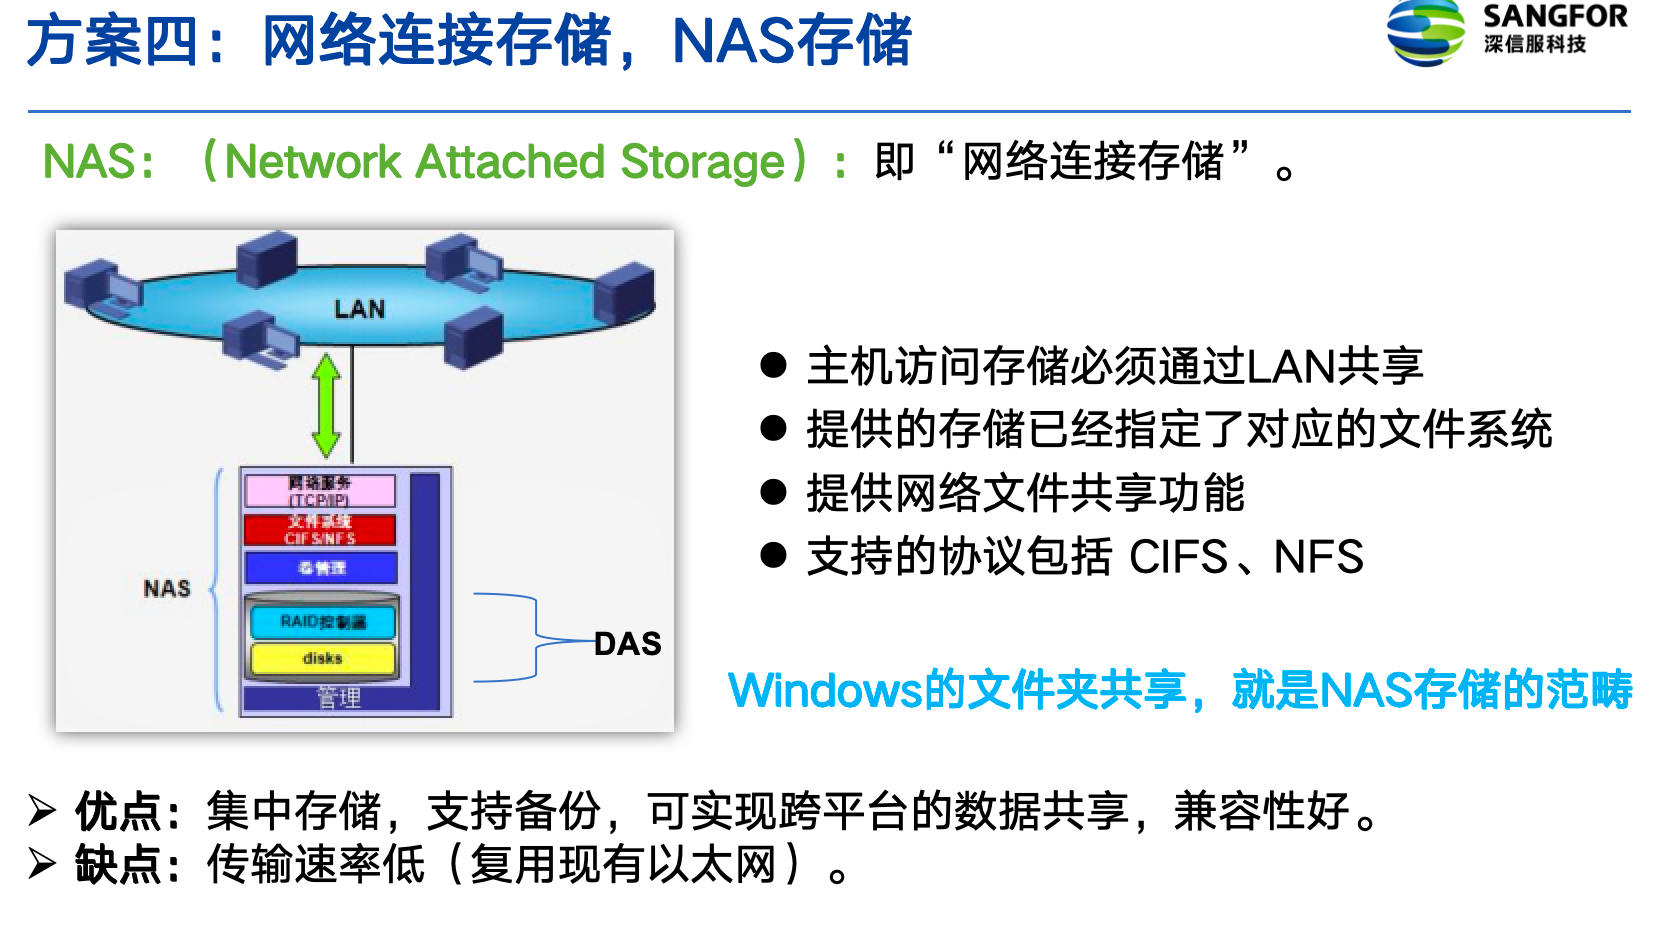 方案四：网络连接存储，NAS存储
SANGFOR
深信服科技
NAS：（Network Attached Storage）：即“网络连接存储”。
LAN
网络服务
(TCP/IP)
文件系统
CIFS/NFS
卷管理
NAS
RAID控制器
disks
管理
DAS
● 主机访问存储必须通过LAN共享
● 提供的存储已经指定了对应的文件系统
● 提供网络文件共享功能
● 支持的协议包括 CIFS、NFS
Windows的文件夹共享，就是NAS存储的范畴
➢ 优点：集中存储，支持备份，可实现跨平台的数据共享，兼容性好。
➢ 缺点：传输速率低（复用现有以太网）。